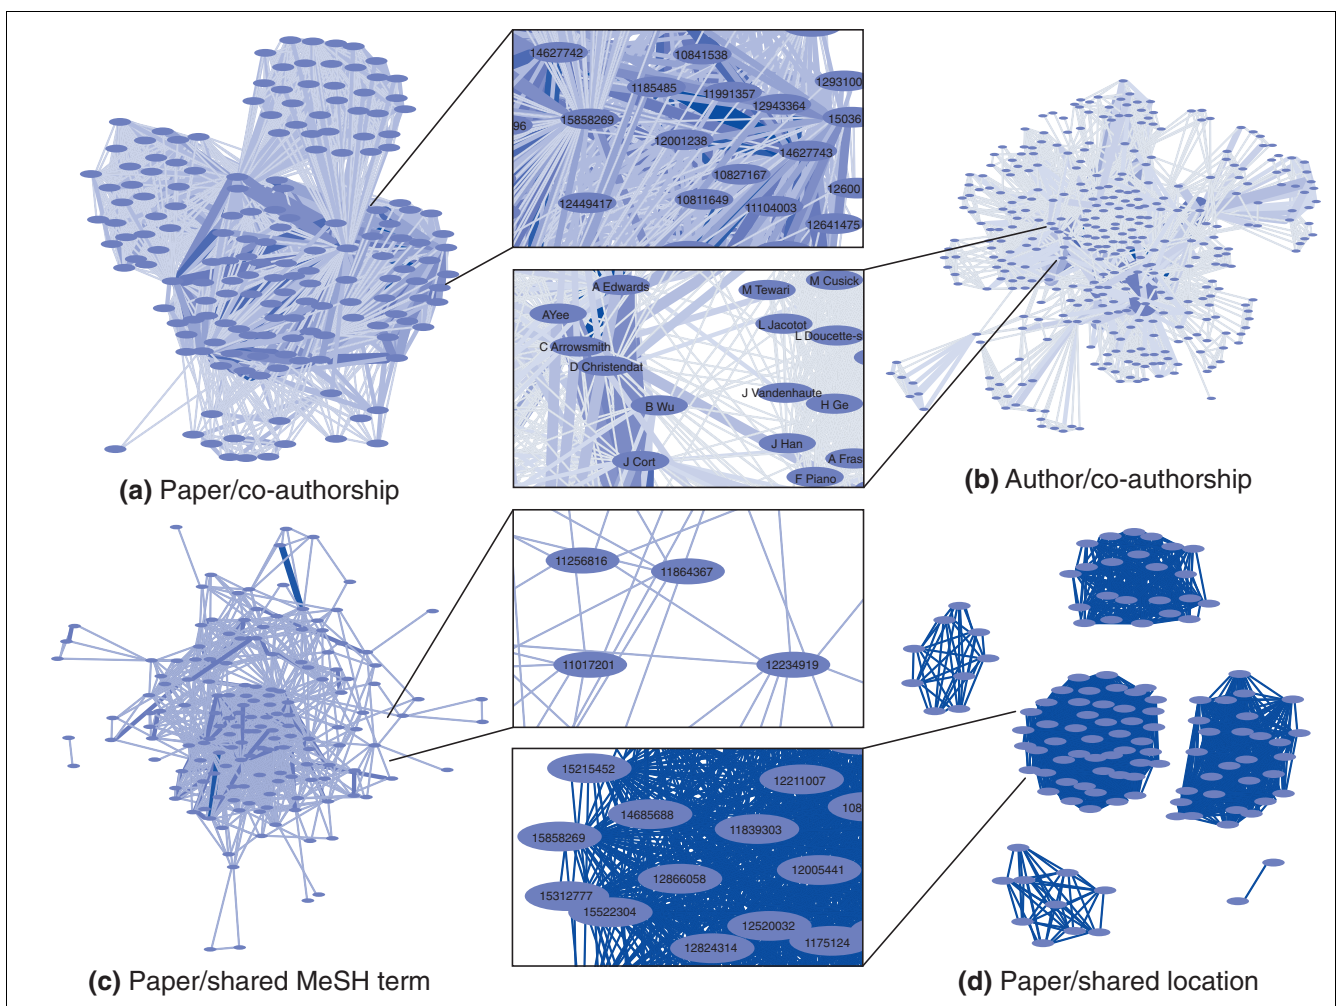 14627742
10841538
1185485
11991357
1293100
12943364
15858269
15036
96
12001238
14627743
10827167
12600
12449417
10811649
11104003
12641475
A Edwards
M Tewari
M Cusick
AYee
L Jacotot
L Doucette-s
C Arrowsmith
D Christendat
J Vandenhaute
B Wu
H Ge
J Han
J Cort
A Fras
F Piano
(a) Paper/co-authorship
(b) Author/co-authorship
11256816
11864367
11017201
12234919
15215452
12211007
108
14685688
11839303
15858269
12005441
12866058
15312777
15522304
12520032
1175124
12824314
(c) Paper/shared MeSH term
(d) Paper/shared location